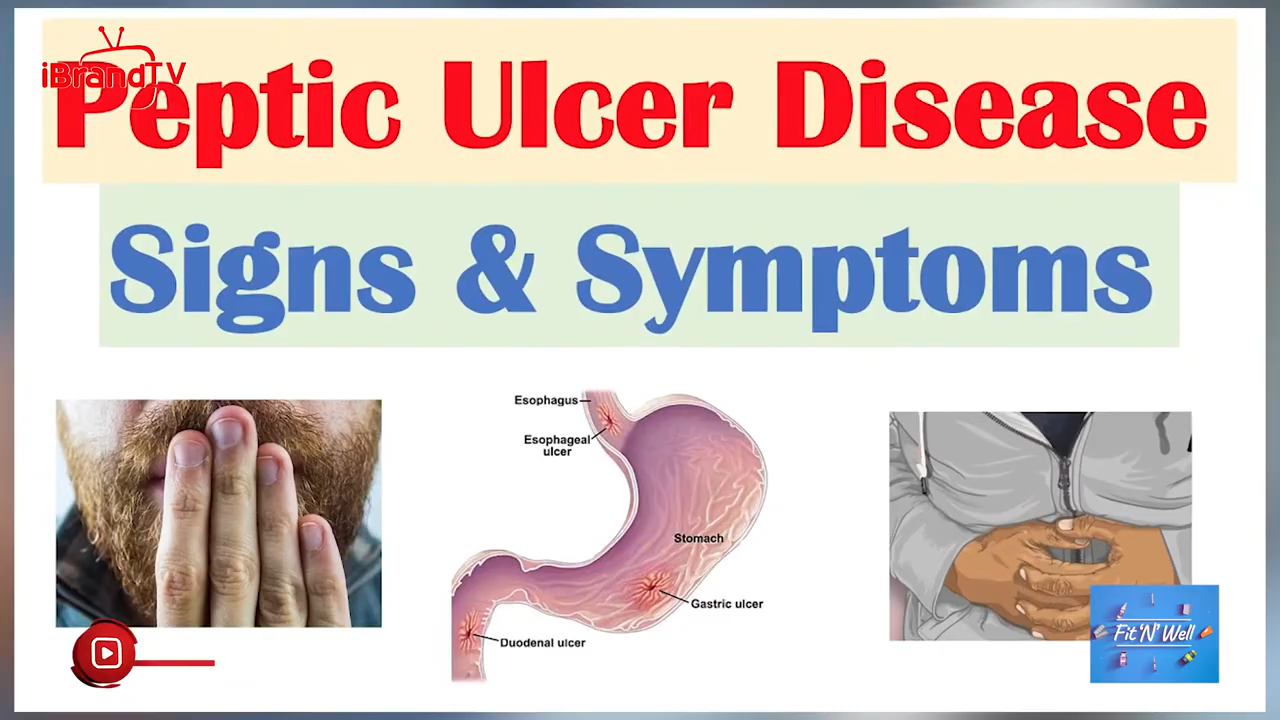 iBrandTV
Peptic Ulcer Disease
Signs & Symptoms
Esophagus
Esophageal
ulcer
Stomach
Gastric ulcer
Duodenal ulcer
Fit 'N' Well